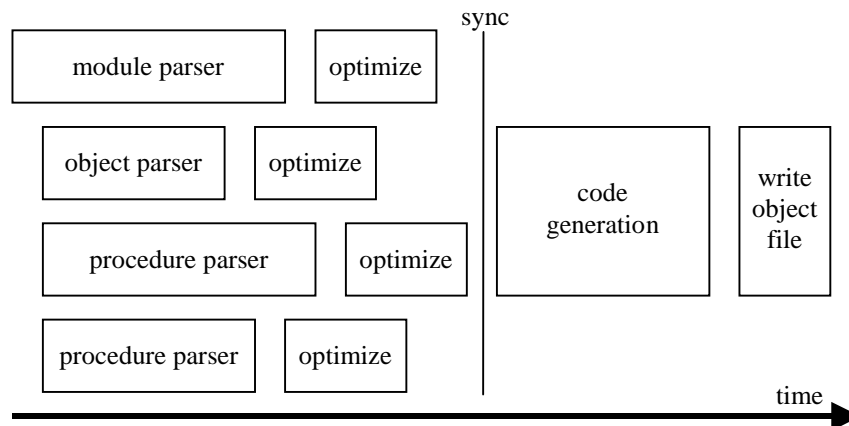 sync
module parser
optimize
object parser
optimize
code
generation
write
object
file
procedure parser
optimize
procedure parser
optimize
time